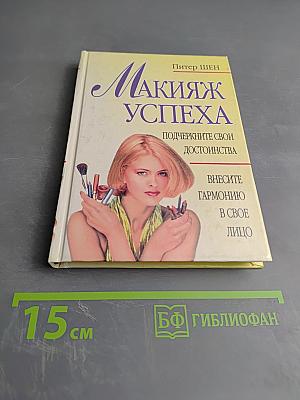 Питер ШЕН
МАКИЯЖ
УСПЕХА
ПОДЧЕРКНИТЕ СВОИ
ДОСТОИНСТВА
ВНЕСИТЕ
ГАРМОНИЮ
В СВОЕ
ЛИЦО
15 см
БФ ГИБЛИОФАН